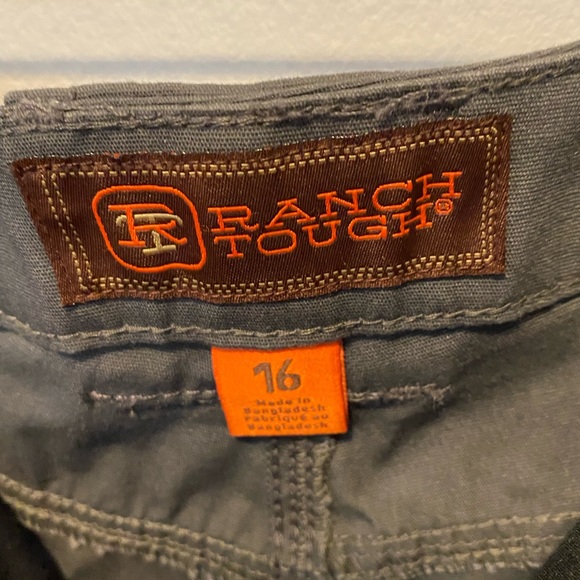 RT
RANCH
TOUGH®
16
Made in
Bangladesh
Fabriqué au
Bangladesh